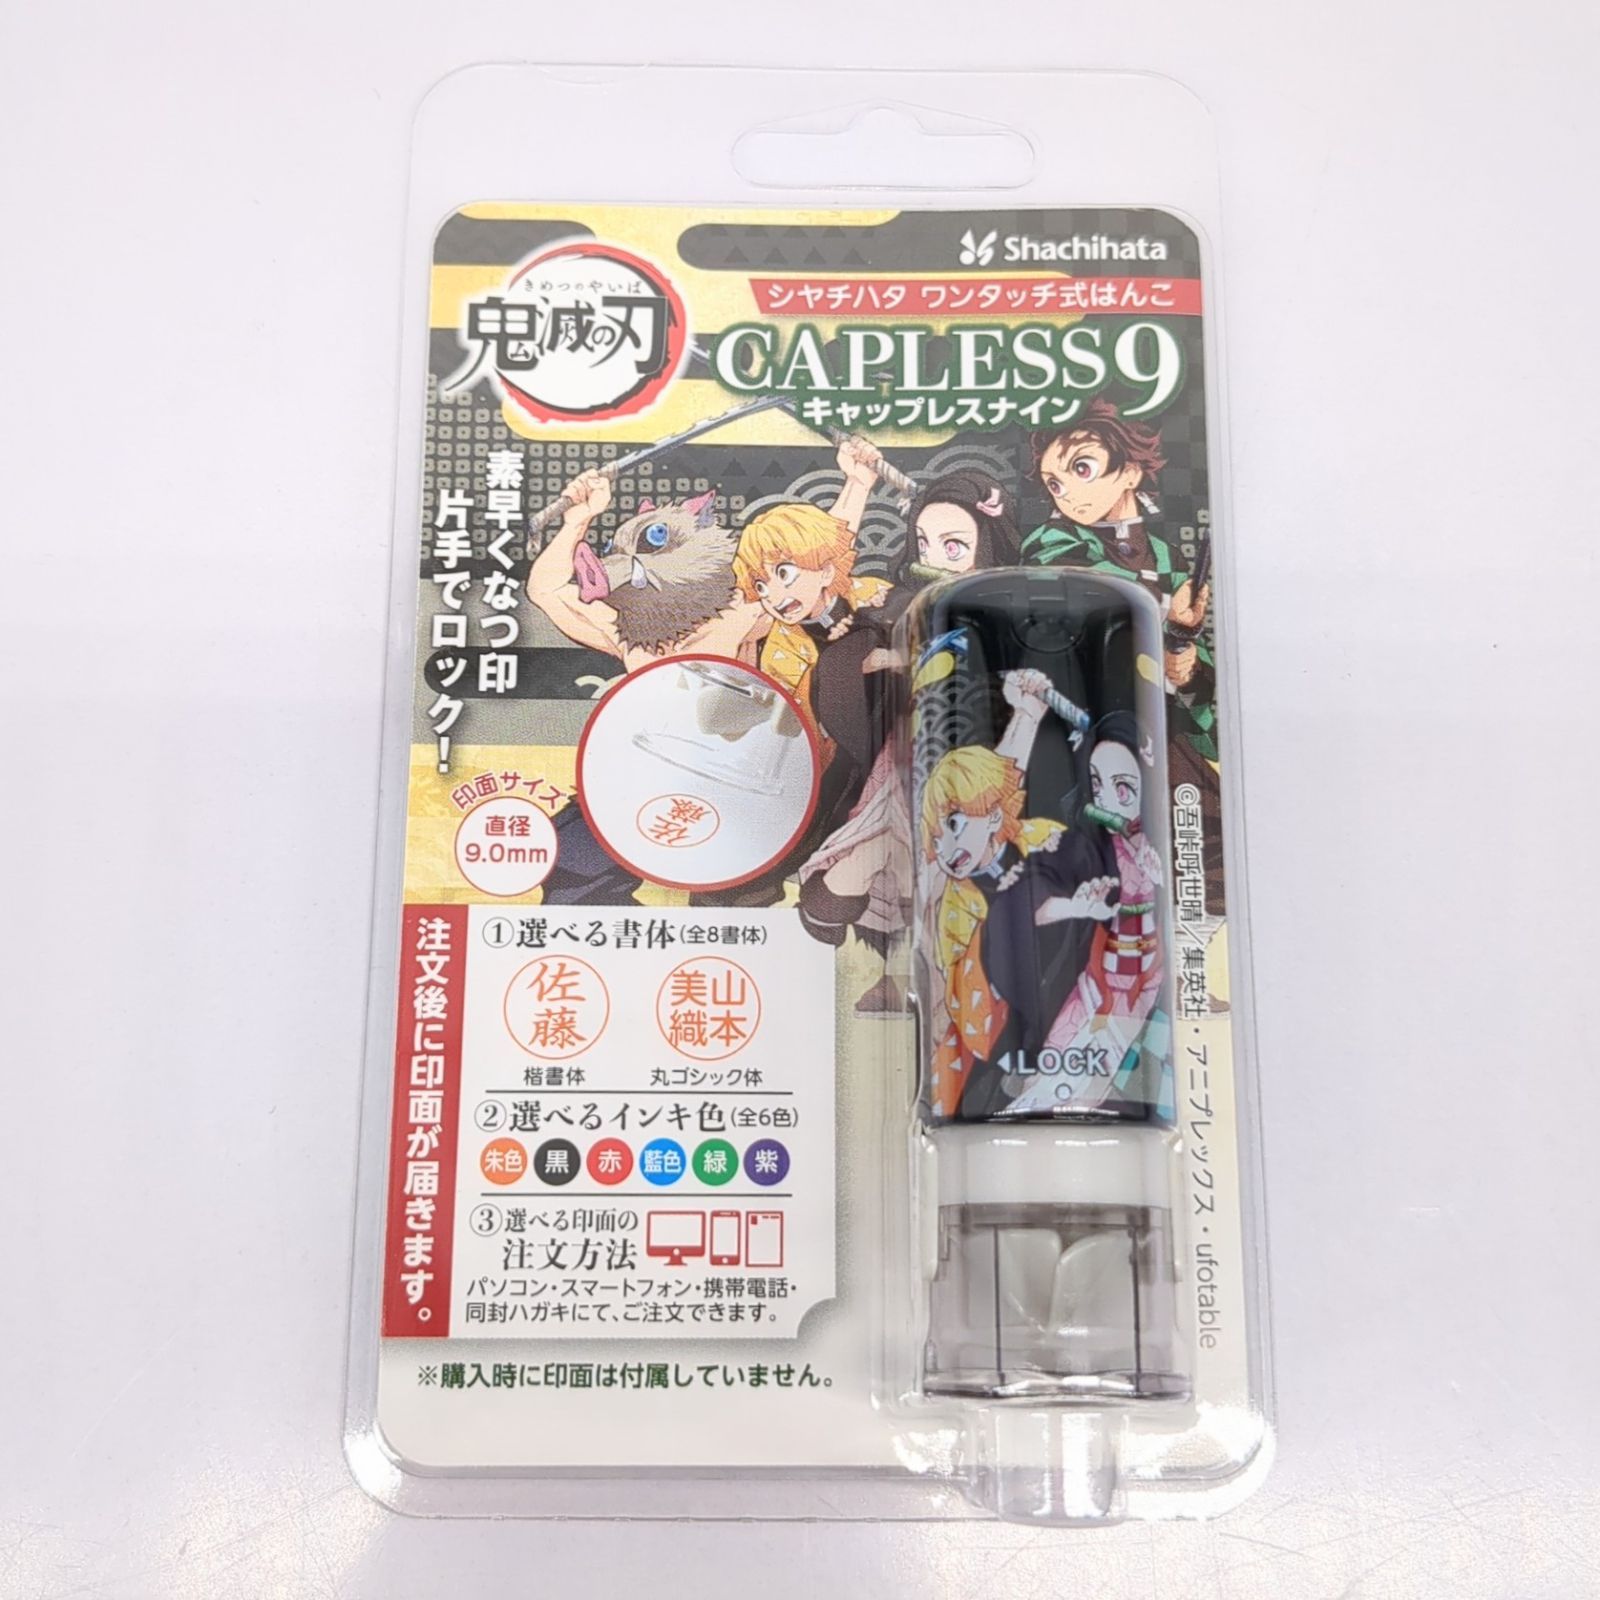 Shachihata
シヤチハタ ワンタッチ式はんこ
きめつのやいば
鬼滅の刃
CAPLESS9
キャップレスナイン
素早くなつ印
片手でロック!
印面サイズ
直径
9.0mm
佐藤
注文後に印面が届きます。
①選べる書体(全8書体)
佐藤
山本美織
楷書体
丸ゴシック体
②選べるインキ色(全6色)
朱色 黒 赤 藍色 緑 紫
③選べる印面の
注文方法
パソコン・スマートフォン・携帯電話・
同封ハガキにて、ご注文できます。
※購入時に印面は付属していません。
LOCK
©吾峠呼世晴/集英社・アニプレックス・ufotable